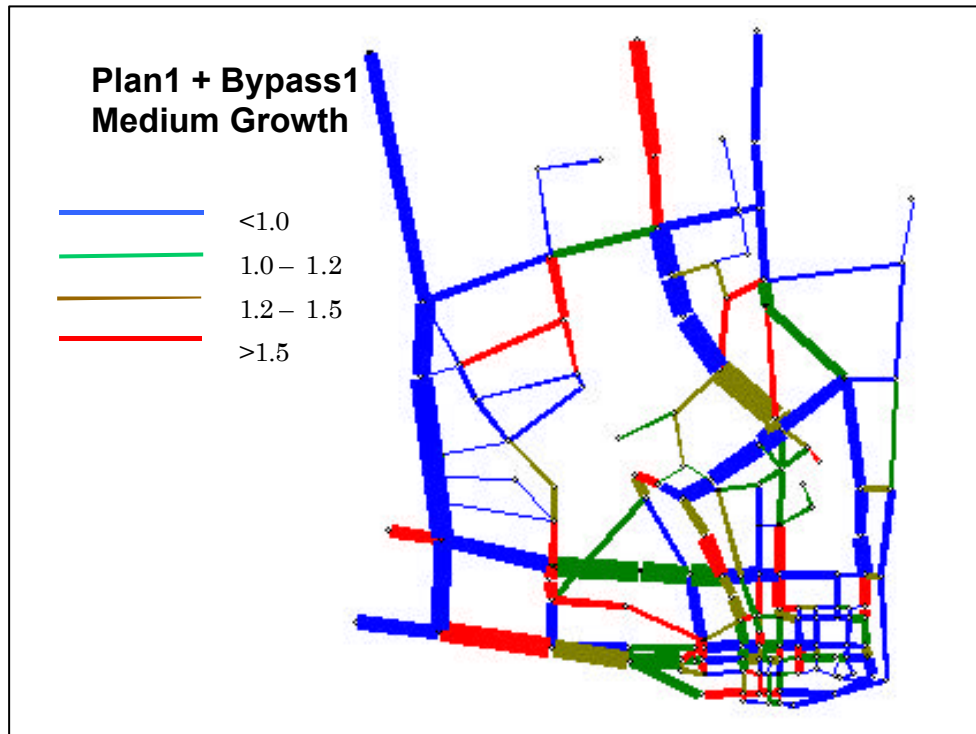 Plan1 + Bypass1
Medium Growth
<1.0
1.0 – 1.2
1.2 – 1.5
>1.5